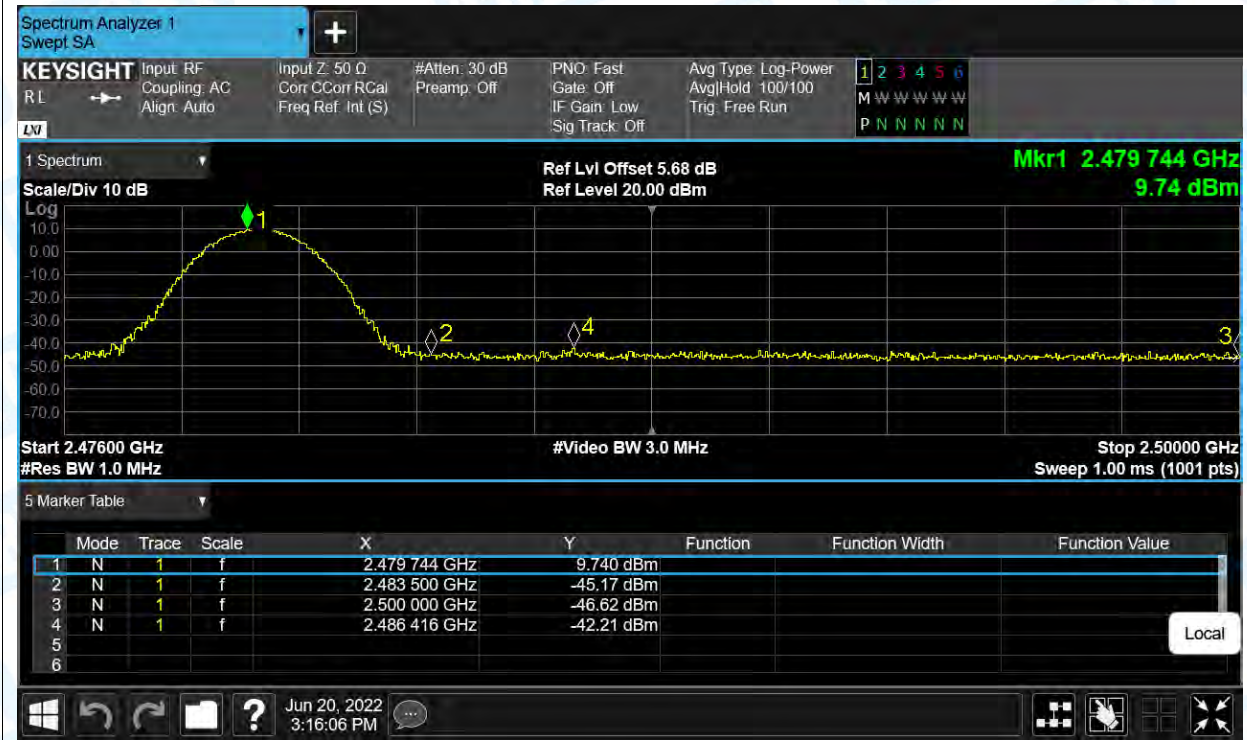 Spectrum Analyzer 1
Swept SA
+
KEYSIGHT Input: RF Input Z: 50 Ω #Atten: 30 dB PNO: Fast Avg Type: Log-Power 1 2 3 4 5 6
R L Coupling: AC Corr CCorr RCal Preamp: Off Gate: Off Avg|Hold: 100/100 M W W W W W W
Align: Auto Freq Ref: Int (S) IF Gain: Low Trig: Free Run
LXI Sig Track: Off P N N N N N N
1 Spectrum Ref Lvl Offset 5.68 dB Mkr1 2.479 744 GHz
Scale/Div 10 dB Ref Level 20.00 dBm 9.74 dBm
Log
1
10.0
0.00
-10.0
-20.0
-30.0
2 4 3
-40.0
-50.0
-60.0
-70.0
Start 2.47600 GHz #Video BW 3.0 MHz Stop 2.50000 GHz
#Res BW 1.0 MHz Sweep 1.00 ms (1001 pts)
5 Marker Table
Mode Trace Scale X Y Function Function Width Function Value
1 N 1 f 2.479 744 GHz 9.740 dBm
2 N 1 f 2.483 500 GHz -45.17 dBm
3 N 1 f 2.500 000 GHz -46.62 dBm
4 N 1 f 2.486 416 GHz -42.21 dBm
5
Local
6
? Jun 20, 2022
3:16:06 PM